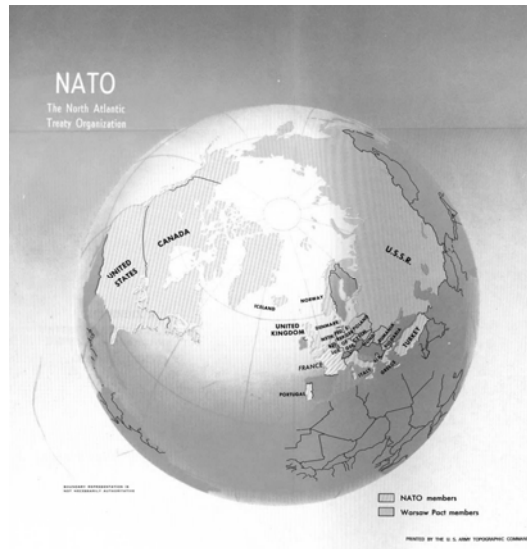 NATO
The North Atlantic
Treaty Organization
CANADA
UNITED
STATES
U.S.S.R.
ICELAND
NORWAY
UNITED
KINGDOM
DENMARK
FRANCE
TURKEY
ITALY
GREECE
PORTUGAL
BOUNDARY REPRESENTATION IS
NOT NECESSARILY AUTHORITATIVE
NATO members
Warsaw Pact members
PRINTED BY THE U. S. ARMY TOPOGRAPHIC